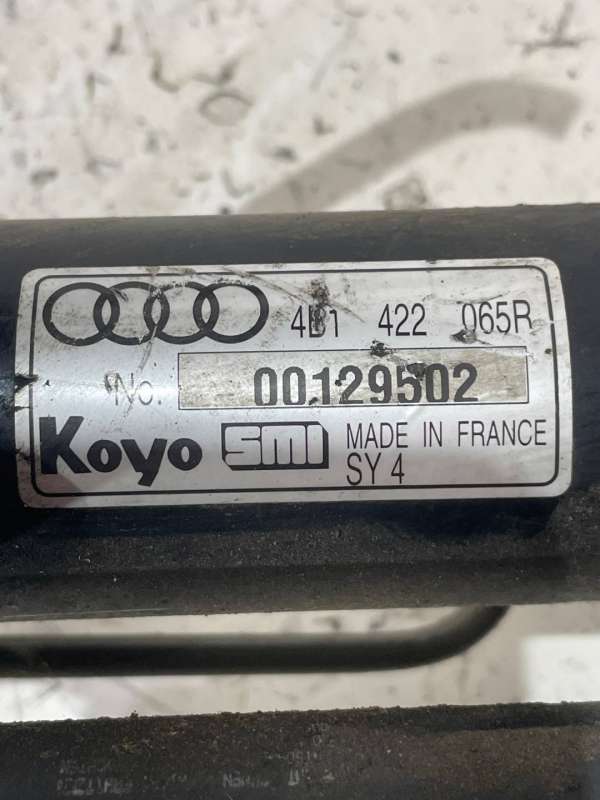 4B1 422 065R
No. 00129502
Koyo SMI MADE IN FRANCE
SY 4